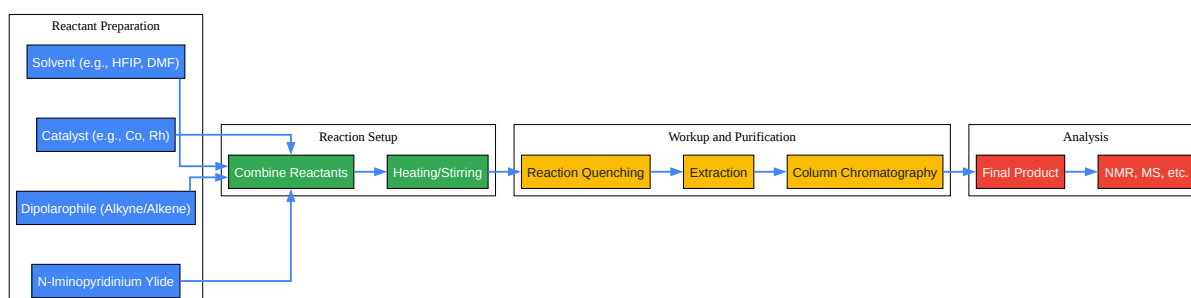 Reactant Preparation
Solvent (e.g., HFIP, DMF)
Catalyst (e.g., Co, Rh)
Dipolarophile (Alkyne/Alkene)
N-Iminopyridinium Ylide
Reaction Setup
Combine Reactants
Heating/Stirring
Workup and Purification
Reaction Quenching
Extraction
Column Chromatography
Analysis
Final Product
NMR, MS, etc.